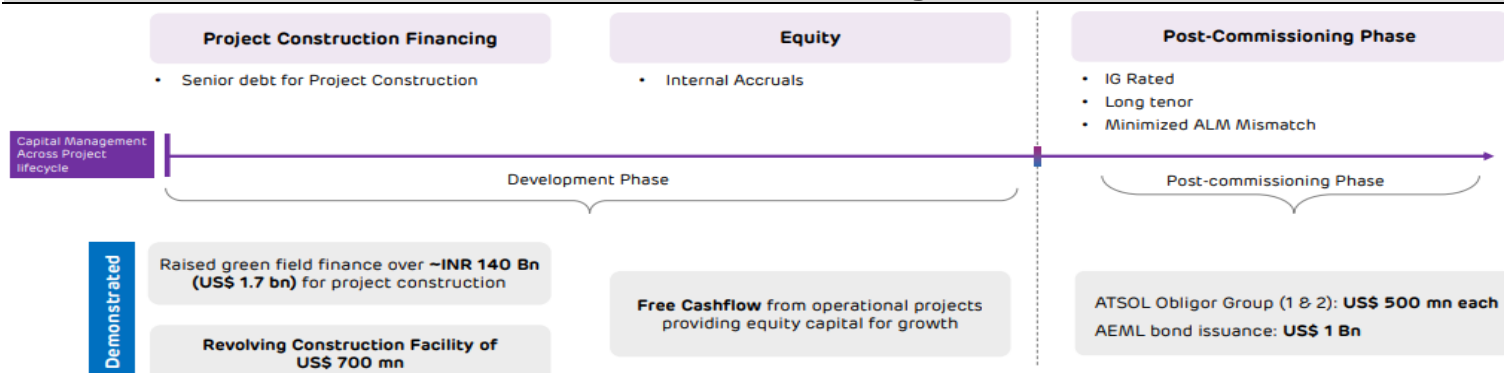 Project Construction Financing
Equity
Post-Commissioning Phase
• Senior debt for Project Construction
• Internal Accruals
• IG Rated
• Long tenor
• Minimized ALM Mismatch
Capital Management
Across Project
lifecycle
Development Phase
Post-commissioning Phase
Demonstrated
Raised green field finance over ~INR 140 Bn
(US$ 1.7 bn) for project construction
Revolving Construction Facility of
US$ 700 mn
Free Cashflow from operational projects
providing equity capital for growth
ATSOL Obligor Group (1 & 2): US$ 500 mn each
AEML bond issuance: US$ 1 Bn